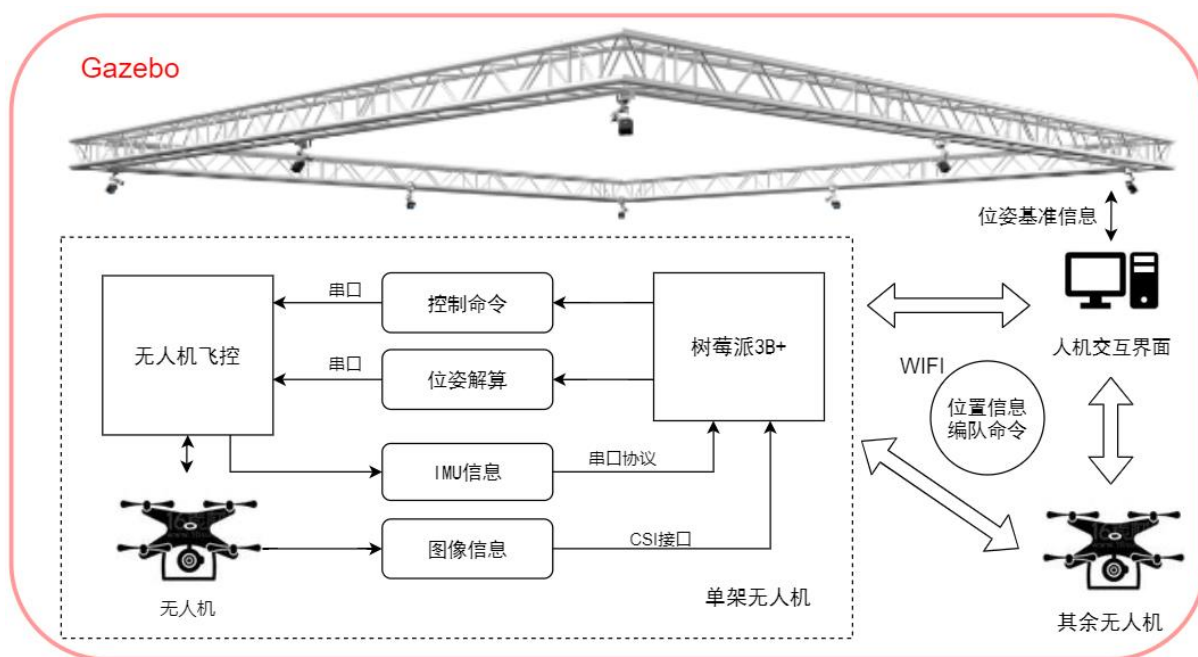 Gazebo
位姿基准信息
串口
控制命令
无人机飞控
树莓派3B+
人机交互界面
串口
位姿解算
WIFI
位置信息
编队命令
IMU信息
串口协议
图像信息
CSI接口
无人机
单架无人机
其余无人机